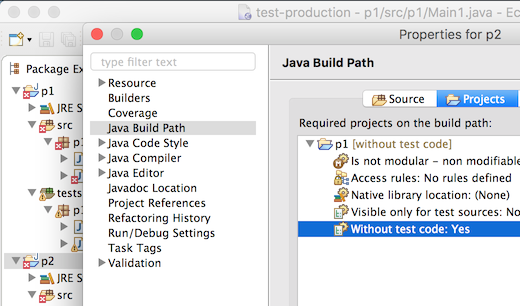 test-production - p1/src/p1/Main1.java - Ec
Properties for p2
Package Ex
p1
JRE S
src
p1
J
J
tests
p1
J
J
p2
JRE S
src
type filter text
Resource
Builders
Coverage
Java Build Path
Java Code Style
Java Compiler
Java Editor
Javadoc Location
Project References
Refactoring History
Run/Debug Settings
Task Tags
Validation
Java Build Path
Source
Projects
Required projects on the build path:
p1 [without test code]
Is not modular – non modifiable
Access rules: No rules defined
Native library location: (None)
Visible only for test sources: No
Without test code: Yes